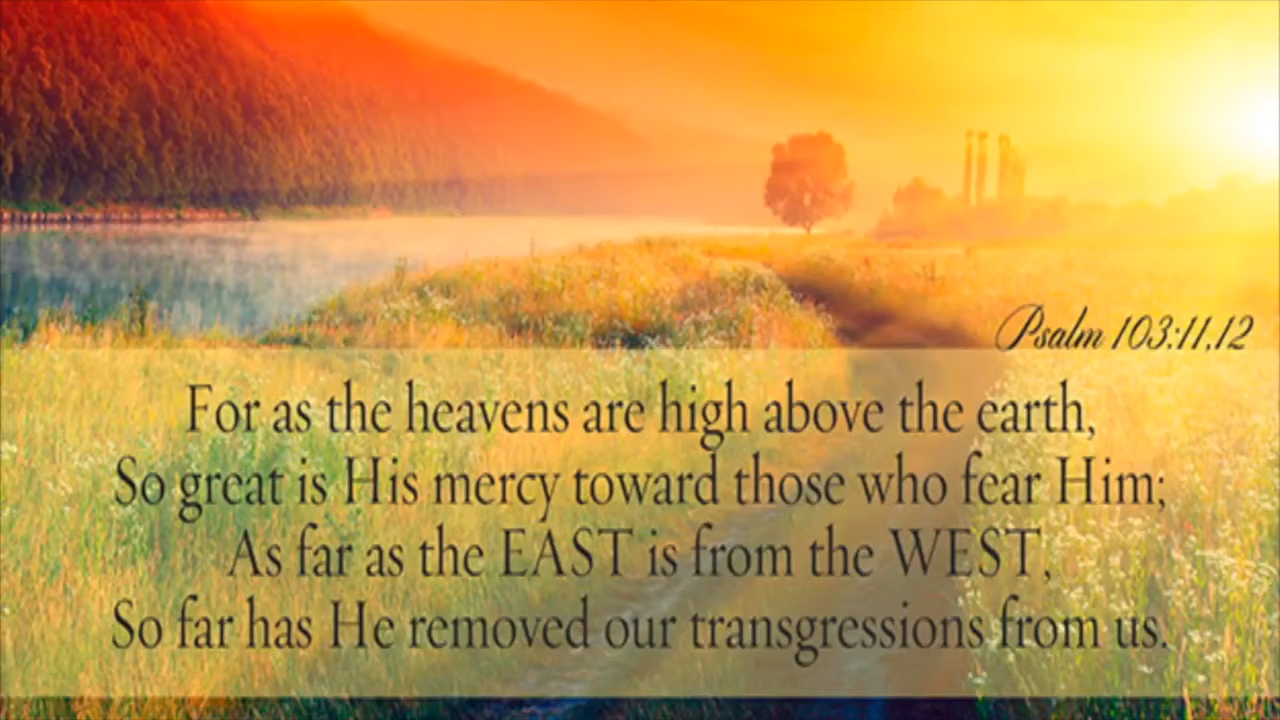 Psalm 103:11,12
For as the heavens are high above the earth,
So great is His mercy toward those who fear Him;
As far as the EAST is from the WEST,
So far has He removed our transgressions from us.